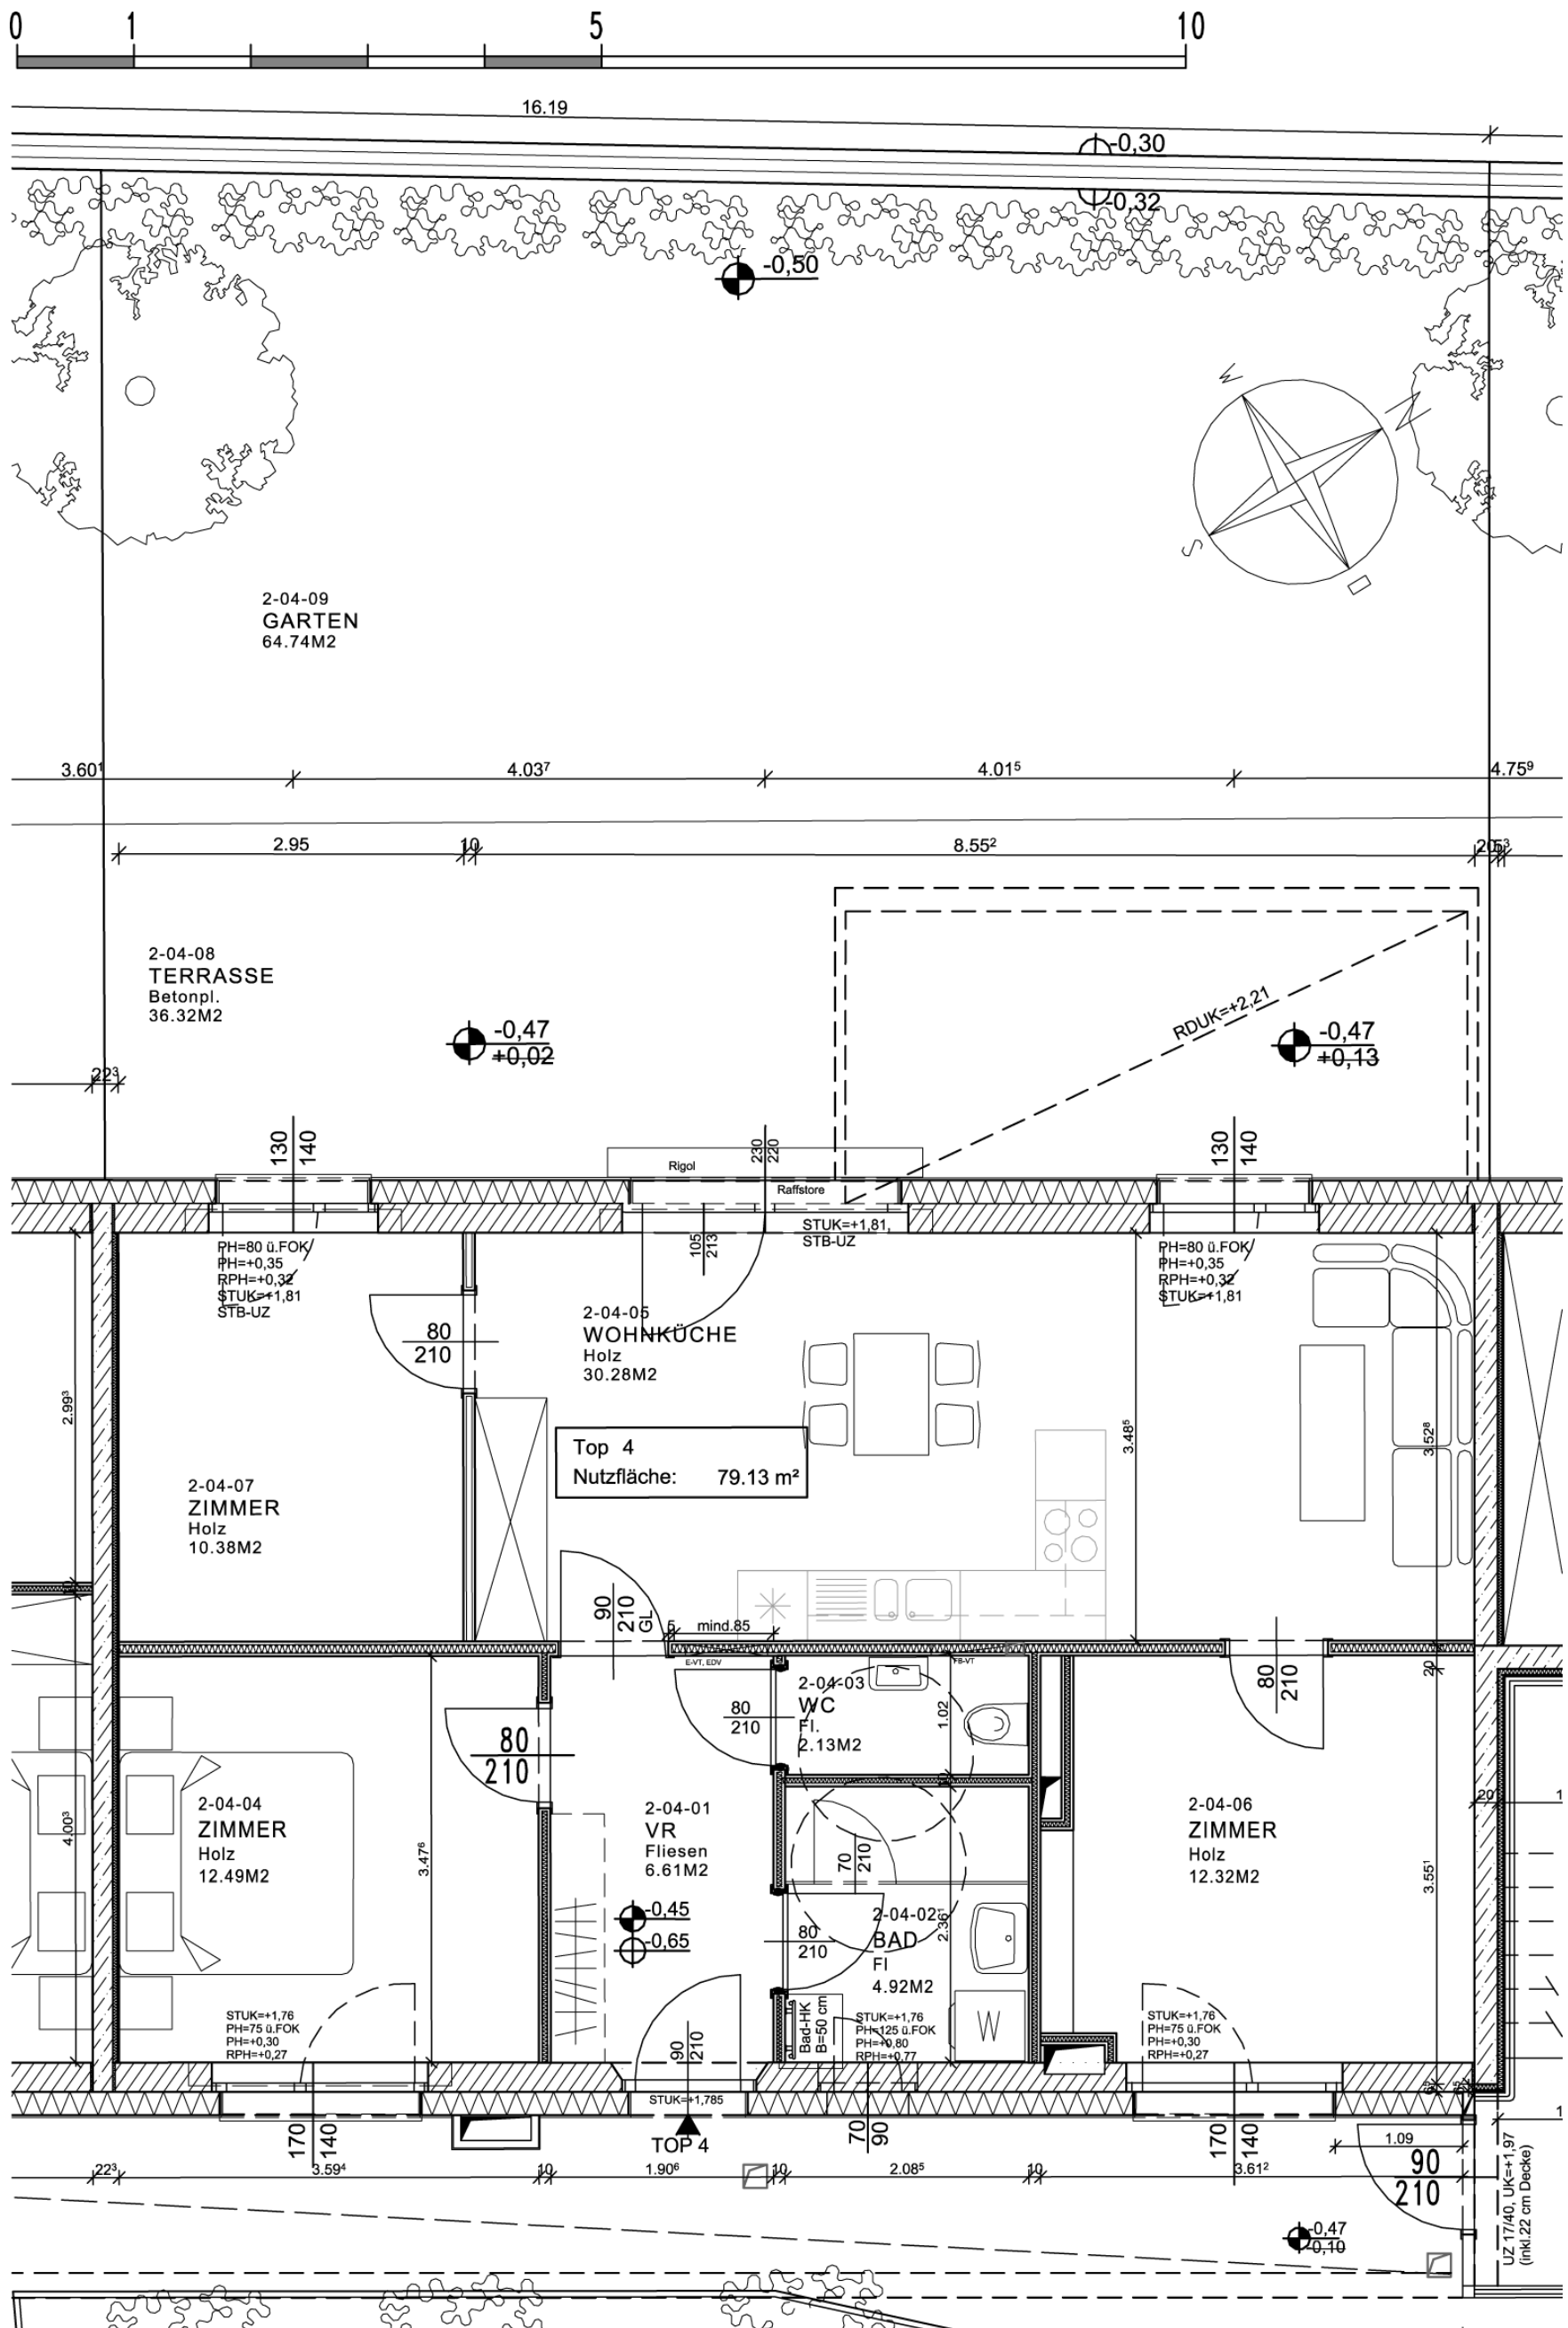 0 1 5 10
16.19
-0,30
-0,32
-0,50
W
N
S
O
2-04-09
GARTEN
64.74M2
3.60¹ 4.03⁷ 4.01⁵ 4.75⁹
2.95 10 8.55² 20 5³
2-04-08
TERRASSE
Betonpl.
36.32M2
RDUK=+2,21
-0,47
+0,02
-0,47
+0,13
22³
130
140
230
220
130
140
Rigol
Raffstore
STUK=+1,81,
STB-UZ
105
213
PH=80 ü.FOK
PH=+0,35
RPH=+0,32
STUK=+1,81
STB-UZ
PH=80 ü.FOK
PH=+0,35
RPH=+0,32
STUK=+1,81
2-04-05
WOHNKÜCHE
Holz
30.28M2
80
210
2.99³
3.48⁵
3.52⁸
Top 4
Nutzfläche: 79.13 m²
2-04-07
ZIMMER
Holz
10.38M2
10
90
210
GL
5
mind.85
E-VT, EDV
FB-VT
80
210
20
2-04-03
WC
Fl.
2.13M2
1.02
80
210
80
210
10
2-04-04
ZIMMER
Holz
12.49M2
4.00³
3.47⁶
2-04-01
VR
Fliesen
6.61M2
-0,45
-0,65
70
210
2-04-02
BAD
Fl
4.92M2
2.36¹
80
210
2-04-06
ZIMMER
Holz
12.32M2
3.55¹
20
1
W
Bad-HK
B=50 cm
STUK=+1,76
PH=75 ü.FOK
PH=+0,30
RPH=+0,27
90
210
STUK=+1,76
PH=125 ü.FOK
PH=+0,80
RPH=+0,77
STUK=+1,76
PH=75 ü.FOK
PH=+0,30
RPH=+0,27
STUK=+1,785
TOP 4
170
140
70
90
170
140
1.09
1
22³ 3.59⁴ 10 1.90⁶ 10 2.08⁵ 10 3.61²
90
210
-0,47
-0,10
UZ 17/40, UK=+1,97
(inkl.22 cm Decke)